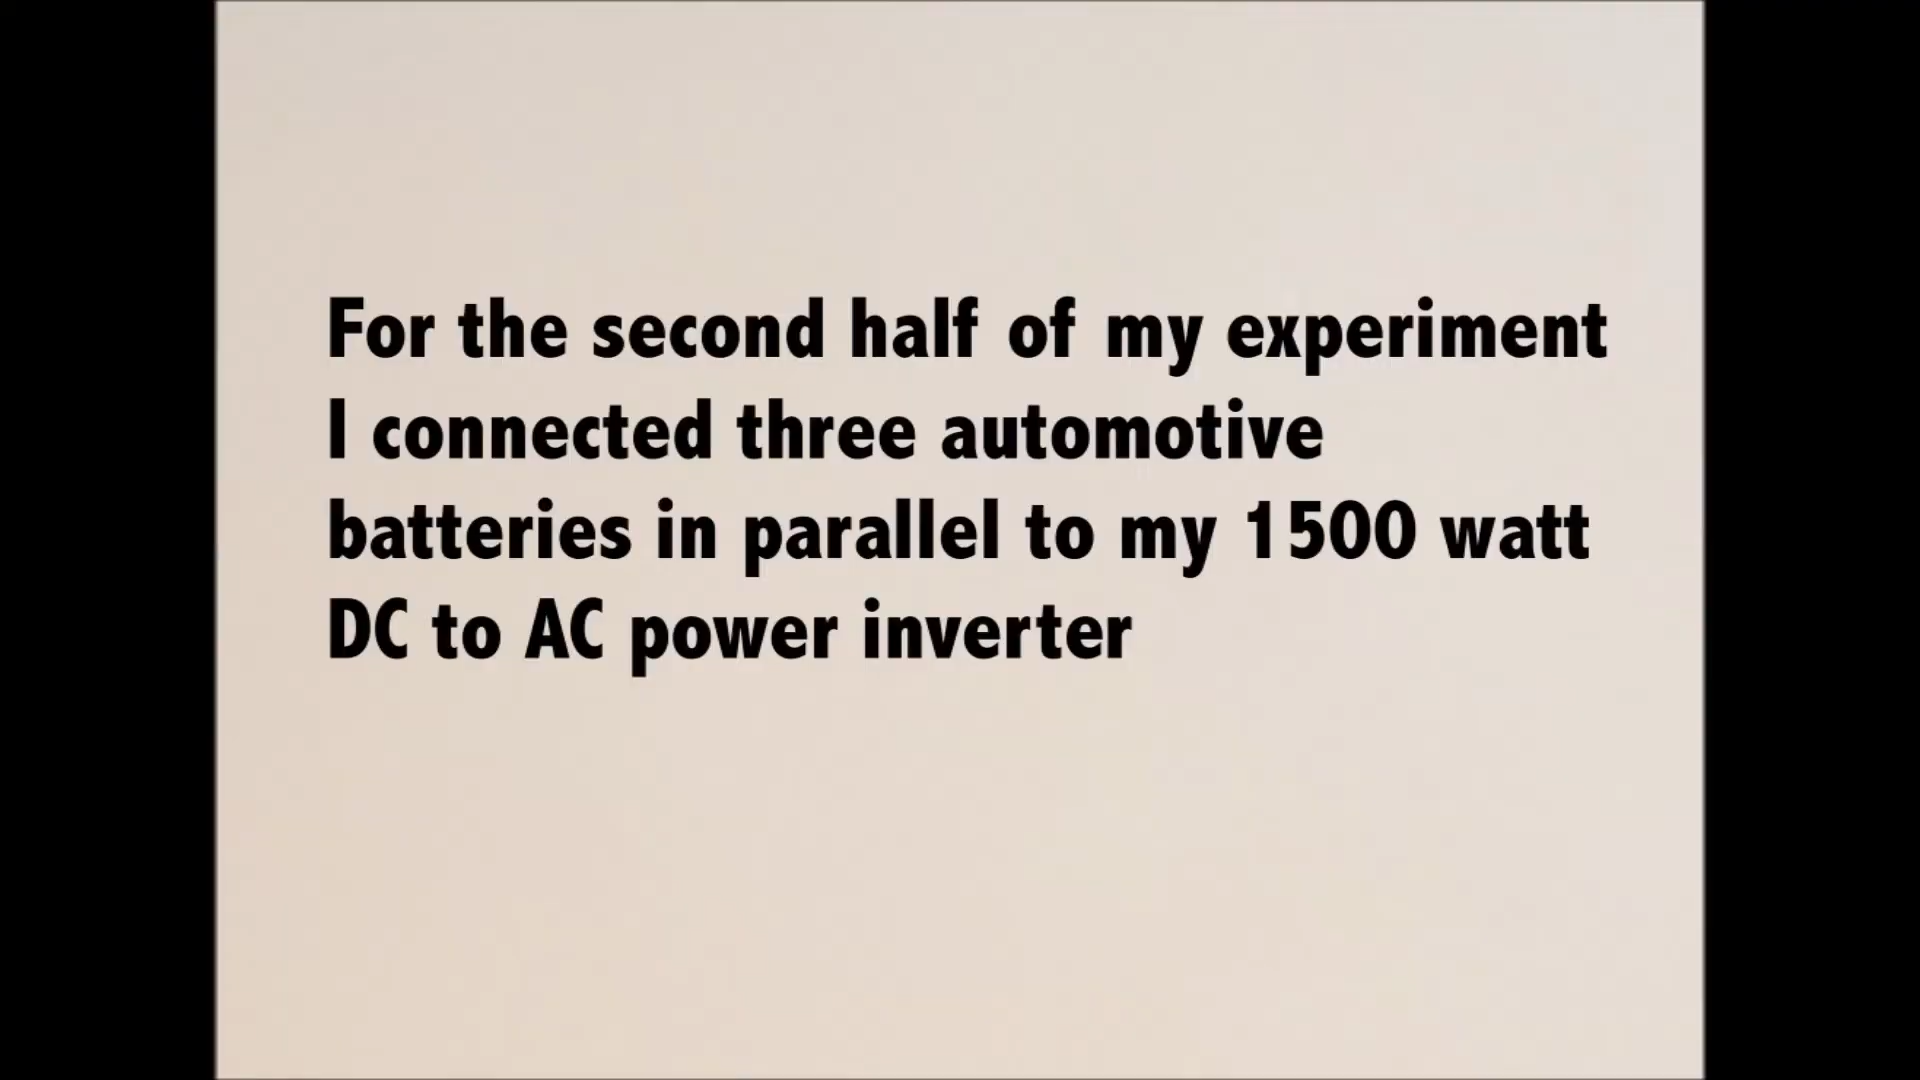 For the second half of my experiment
I connected three automotive
batteries in parallel to my 1500 watt
DC to AC power inverter